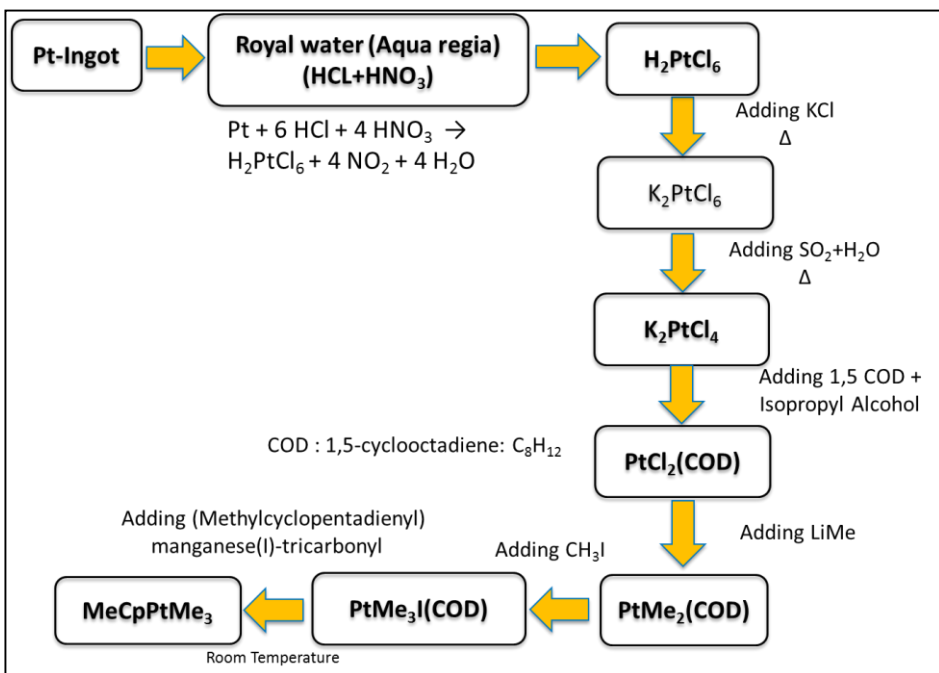 Pt-Ingot
Royal water (Aqua regia)
(HCL+HNO₃)
H₂PtCl₆
Pt + 6 HCl + 4 HNO₃ →
H₂PtCl₆ + 4 NO₂ + 4 H₂O
Adding KCl
Δ
K₂PtCl₆
Adding SO₂+H₂O
Δ
K₂PtCl₄
Adding 1,5 COD +
Isopropyl Alcohol
COD : 1,5-cyclooctadiene: C₈H₁₂
PtCl₂(COD)
Adding LiMe
PtMe₂(COD)
Adding CH₃I
PtMe₃I(COD)
Adding (Methylcyclopentadienyl)
manganese(I)-tricarbonyl
Room Temperature
MeCpPtMe₃